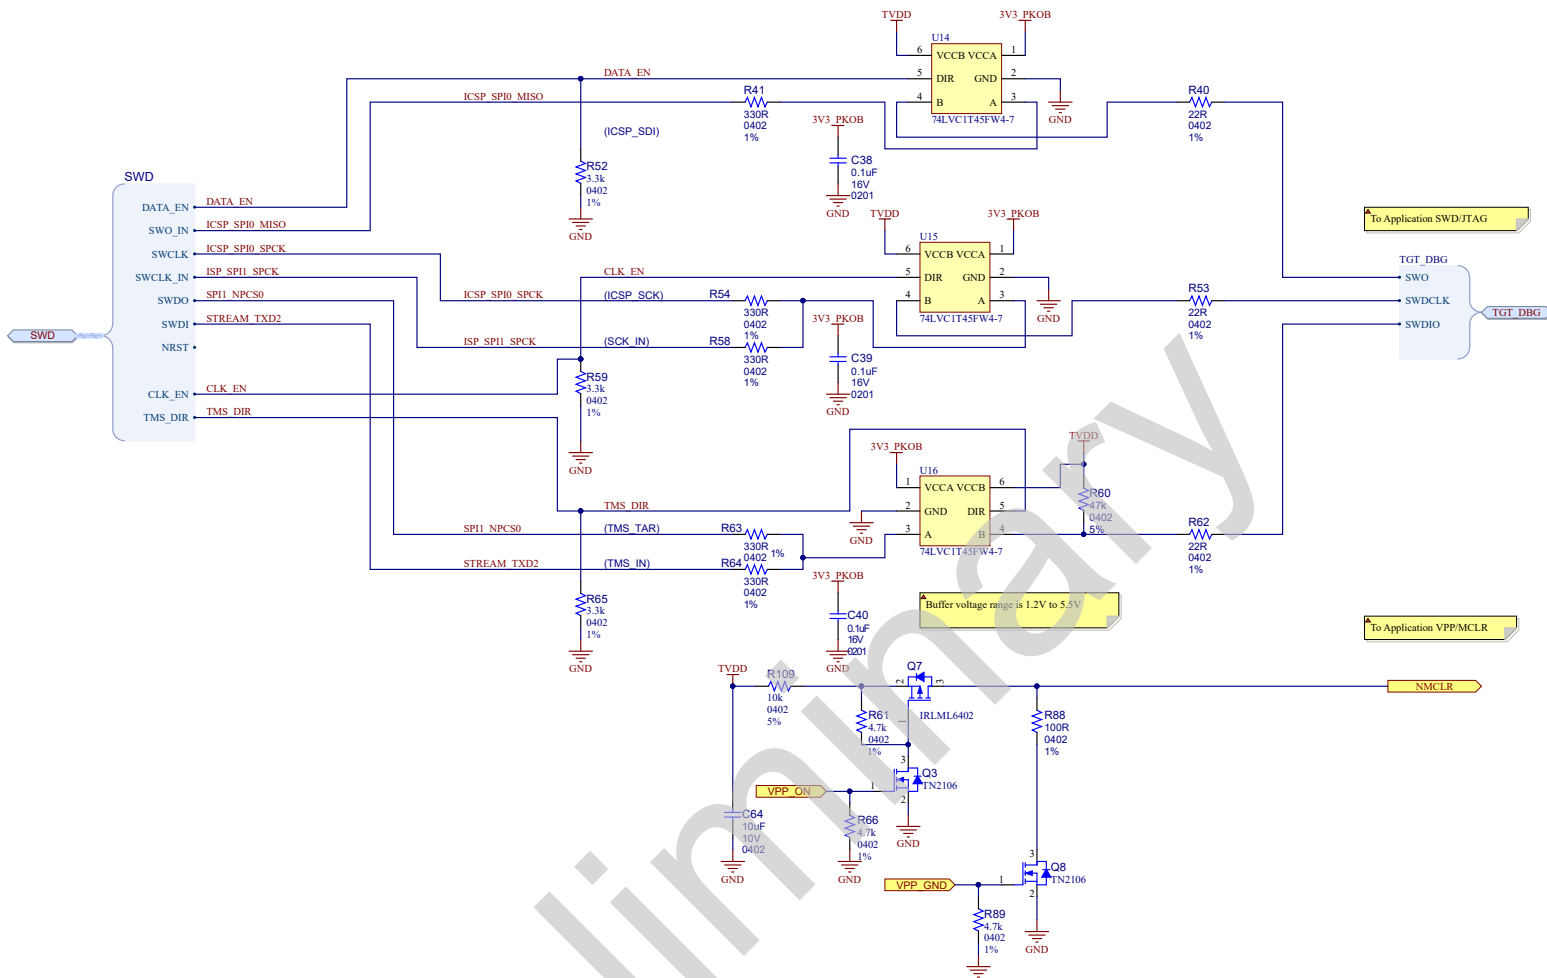 TVDD
3V3_PKOB
U14
6 VCCB VCCA 1
5 DIR GND 2
4 B A 3
74LVC1T45FW4-7
GND
DATA_EN
ICSP_SPI0_MISO
(ICSP_SDI)
R41
330R
0402
1%
R40
22R
0402
1%
3V3_PKOB
C38
0.1uF
16V
0201
GND
R52
3.3k
0402
1%
GND
SWD
DATA_EN DATA_EN
SWO_IN ICSP_SPI0_MISO
SWCLK ICSP_SPI0_SPCK
SWCLK_IN ISP_SPI1_SPCK
SWDO SPI1_NPCS0
SWDI STREAM_TXD2
NRST
CLK_EN CLK_EN
TMS_DIR TMS_DIR
SWD
TVDD
3V3_PKOB
U15
6 VCCB VCCA 1
5 DIR GND 2
4 B A 3
74LVC1T45FW4-7
GND
CLK_EN
ICSP_SPI0_SPCK (ICSP_SCK) R54
330R
0402
1%
ISP_SPI1_SPCK (SCK_IN) R58
330R
0402
1%
3V3_PKOB
C39
0.1uF
16V
0201
GND
R53
22R
0402
1%
R59
3.3k
0402
1%
GND
To Application SWD/JTAG
TGT_DBG
SWO
SWDCLK
SWDIO
TGT_DBG
3V3_PKOB
U16
1 VCCA VCCB 6
2 GND DIR 5
3 A B 4
74LVC1T45FW4-7
GND
TVDD
R60
47k
0402
5%
R62
22R
0402
1%
TMS_DIR
SPI1_NPCS0 (TMS_TAR) R63
330R
0402 1%
STREAM_TXD2 (TMS_IN) R64
330R
0402
1%
R65
3.3k
0402
1%
GND
3V3_PKOB
C40
0.1uF
16V
0201
GND
Buffer voltage range is 1.2V to 5.5V
To Application VPP/MCLR
TVDD
R109
10k
0402
5%
Q7
2
3
1
IRLML6402
R61
4.7k
0402
1%
NMCLR
R88
100R
0402
1%
3
Q3
TN2106
1
2
GND
VPP_ON
C64
10uF
10V
0402
GND
R66
4.7k
0402
1%
GND
VPP_GND
3
Q8
TN2106
1
2
GND
R89
4.7k
0402
1%
liminary